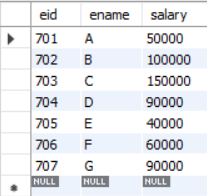 eid ename salary
701 A 50000
702 B 100000
703 C 150000
704 D 90000
705 E 40000
706 F 60000
707 G 90000
NULL NULL NULL